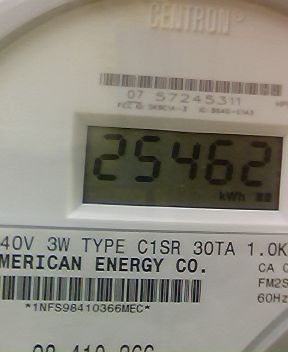 CENTRON®
07 57245311
25462
kWh
40V 3W TYPE C1SR 30TA 1.0K
MERICAN ENERGY CO.
CA 0
FM2S
60Hz
*1NFS98410366MEC*